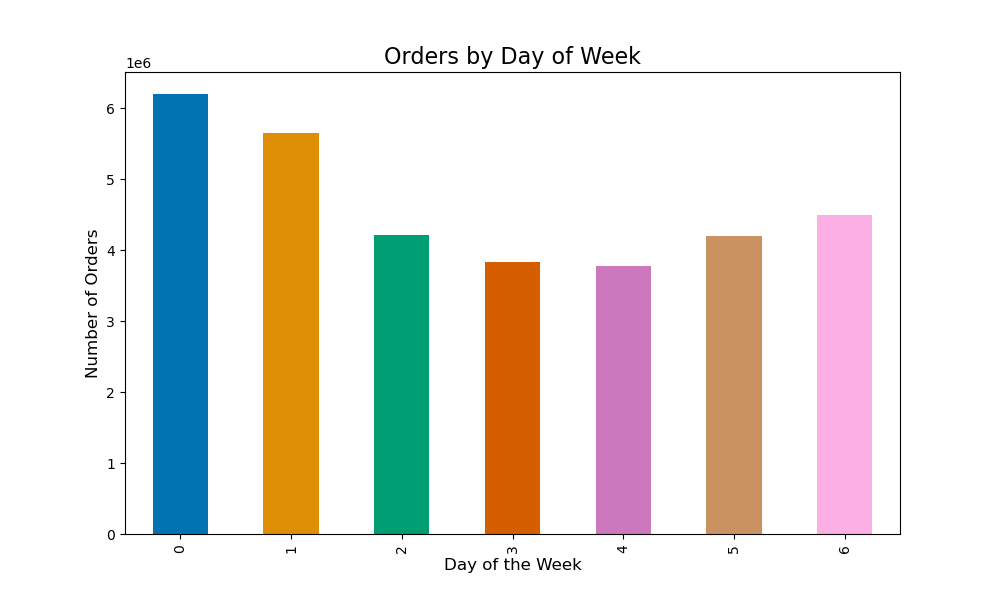 Orders by Day of Week
1e6
6
5
4
3
2
1
0
Number of Orders
0 1 2 3 4 5 6
Day of the Week